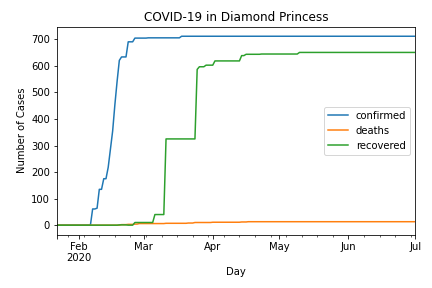 COVID-19 in Diamond Princess
Number of Cases
700
600
500
400
300
200
100
0
confirmed
deaths
recovered
Feb Mar Apr May Jun Jul
2020
Day